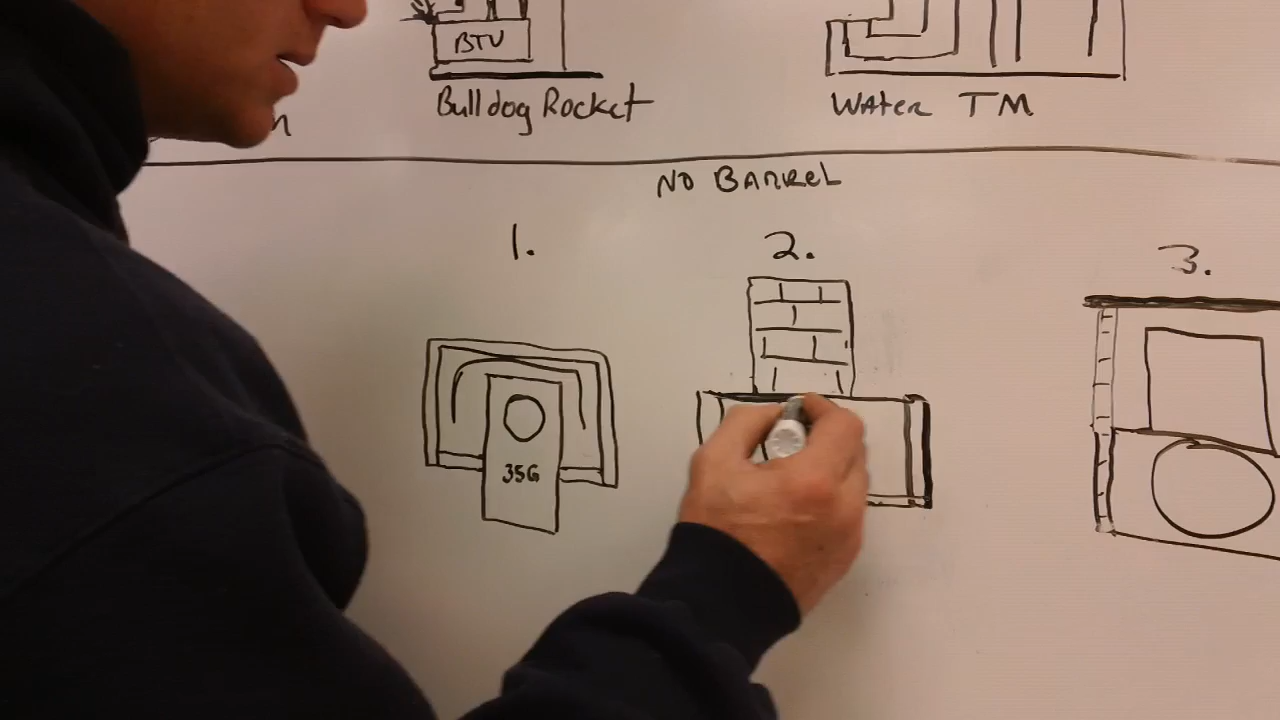 BTU
Bulldog Rocket
Water TM
No Barrel
1.
2.
3.
35G